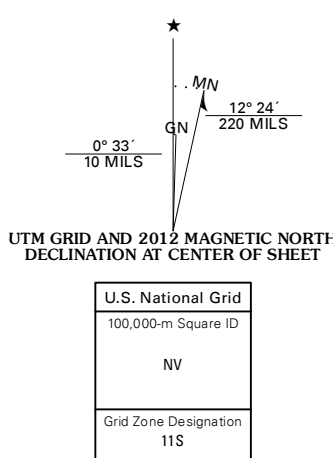 ★
MN
GN
12° 24´
220 MILS
0° 33´
10 MILS
UTM GRID AND 2012 MAGNETIC NORTH
DECLINATION AT CENTER OF SHEET
U.S. National Grid
100,000-m Square ID
NV
Grid Zone Designation
11S